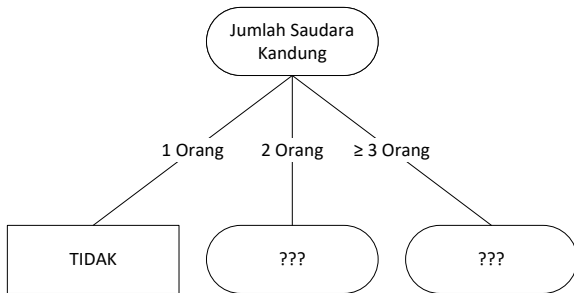 Jumlah Saudara
Kandung
1 Orang
2 Orang
≥ 3 Orang
TIDAK
???
???